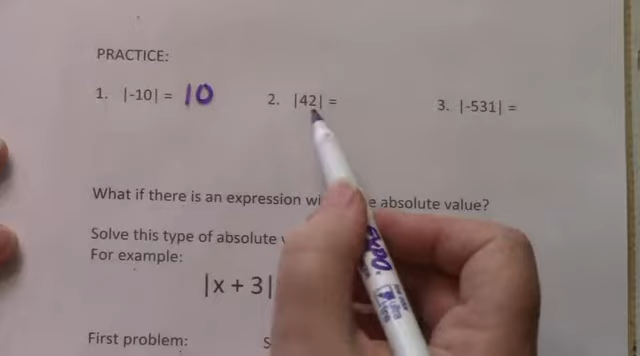 PRACTICE:
1. |-10| = 10 2. |42| = 3. |-531| =
What if there is an expression e absolute value?
Solve this type of absolute
For example:
|x + 3|
First problem: S
EXPO